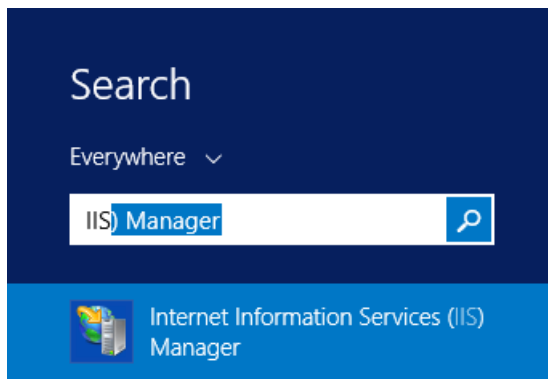 Search
Everywhere
IIS) Manager
Internet Information Services (IIS)
Manager